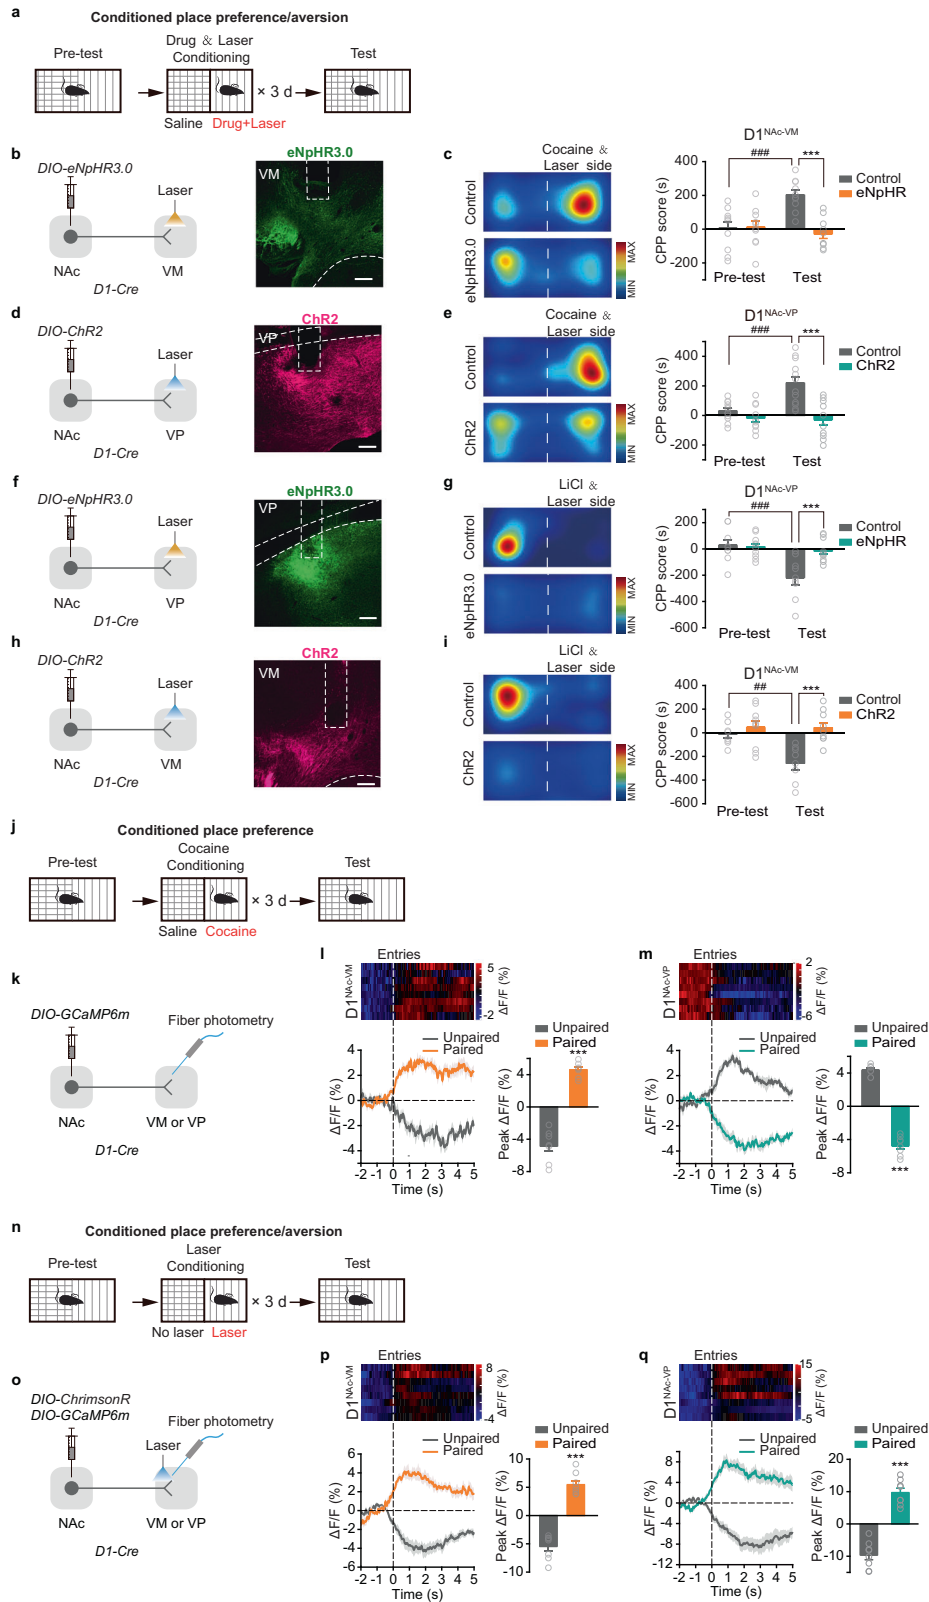 a
Conditioned place preference/aversion
Pre-test
Drug & Laser
Conditioning
Test
× 3 d
Saline Drug+Laser
b
DIO-eNpHR3.0
Laser
NAc
VM
D1-Cre
eNpHR3.0
VM
c
Cocaine &
Laser side
Control
eNpHR3.0
MAX
MIN
D1NAc-VM
CPP score (s)
400
200
0
-200
###
***
Control
eNpHR
Pre-test
Test
d
DIO-ChR2
Laser
NAc
VP
D1-Cre
ChR2
VP
e
Cocaine &
Laser side
Control
ChR2
MAX
MIN
D1NAc-VP
CPP score (s)
400
200
0
-200
###
***
Control
ChR2
Pre-test
Test
f
DIO-eNpHR3.0
Laser
NAc
VP
D1-Cre
eNpHR3.0
VP
g
LiCl &
Laser side
Control
eNpHR3.0
MAX
MIN
D1NAc-VP
CPP score (s)
200
0
-200
-400
-600
###
***
Control
eNpHR
Pre-test
Test
h
DIO-ChR2
Laser
NAc
VM
D1-Cre
ChR2
VM
i
LiCl &
Laser side
Control
ChR2
MAX
MIN
D1NAc-VM
CPP score (s)
400
200
0
-200
-400
-600
##
***
Control
ChR2
Pre-test
Test
j
Conditioned place preference
Pre-test
Cocaine
Conditioning
Test
× 3 d
Saline Cocaine
k
DIO-GCaMP6m
Fiber photometry
NAc
VM or VP
D1-Cre
l
Entries
D1NAc-VM
5
-2
ΔF/F (%)
Unpaired
Paired
ΔF/F (%)
4
2
0
-2
-4
-2 -1 0 1 2 3 4 5
Time (s)
Unpaired
Paired
***
Peak ΔF/F (%)
4
0
-4
-8
m
Entries
D1NAc-VP
2
-6
ΔF/F (%)
Unpaired
Paired
ΔF/F (%)
4
2
0
-2
-4
-2 -1 0 1 2 3 4 5
Time (s)
Unpaired
Paired
Peak ΔF/F (%)
4
0
-4
-8
***
n
Conditioned place preference/aversion
Pre-test
Laser
Conditioning
Test
× 3 d
No laser Laser
o
DIO-ChrimsonR
DIO-GCaMP6m
Fiber photometry
Laser
NAc
VM or VP
D1-Cre
p
Entries
D1NAc-VM
8
-4
ΔF/F (%)
Unpaired
Paired
ΔF/F (%)
6
4
2
0
-2
-4
-6
-2 -1 0 1 2 3 4 5
Time (s)
Unpaired
Paired
***
Peak ΔF/F (%)
10
5
0
-5
-10
q
Entries
D1NAc-VP
15
-5
ΔF/F (%)
Unpaired
Paired
ΔF/F (%)
12
8
4
0
-4
-8
-12
-2 -1 0 1 2 3 4 5
Time (s)
Unpaired
Paired
***
Peak ΔF/F (%)
20
10
0
-10